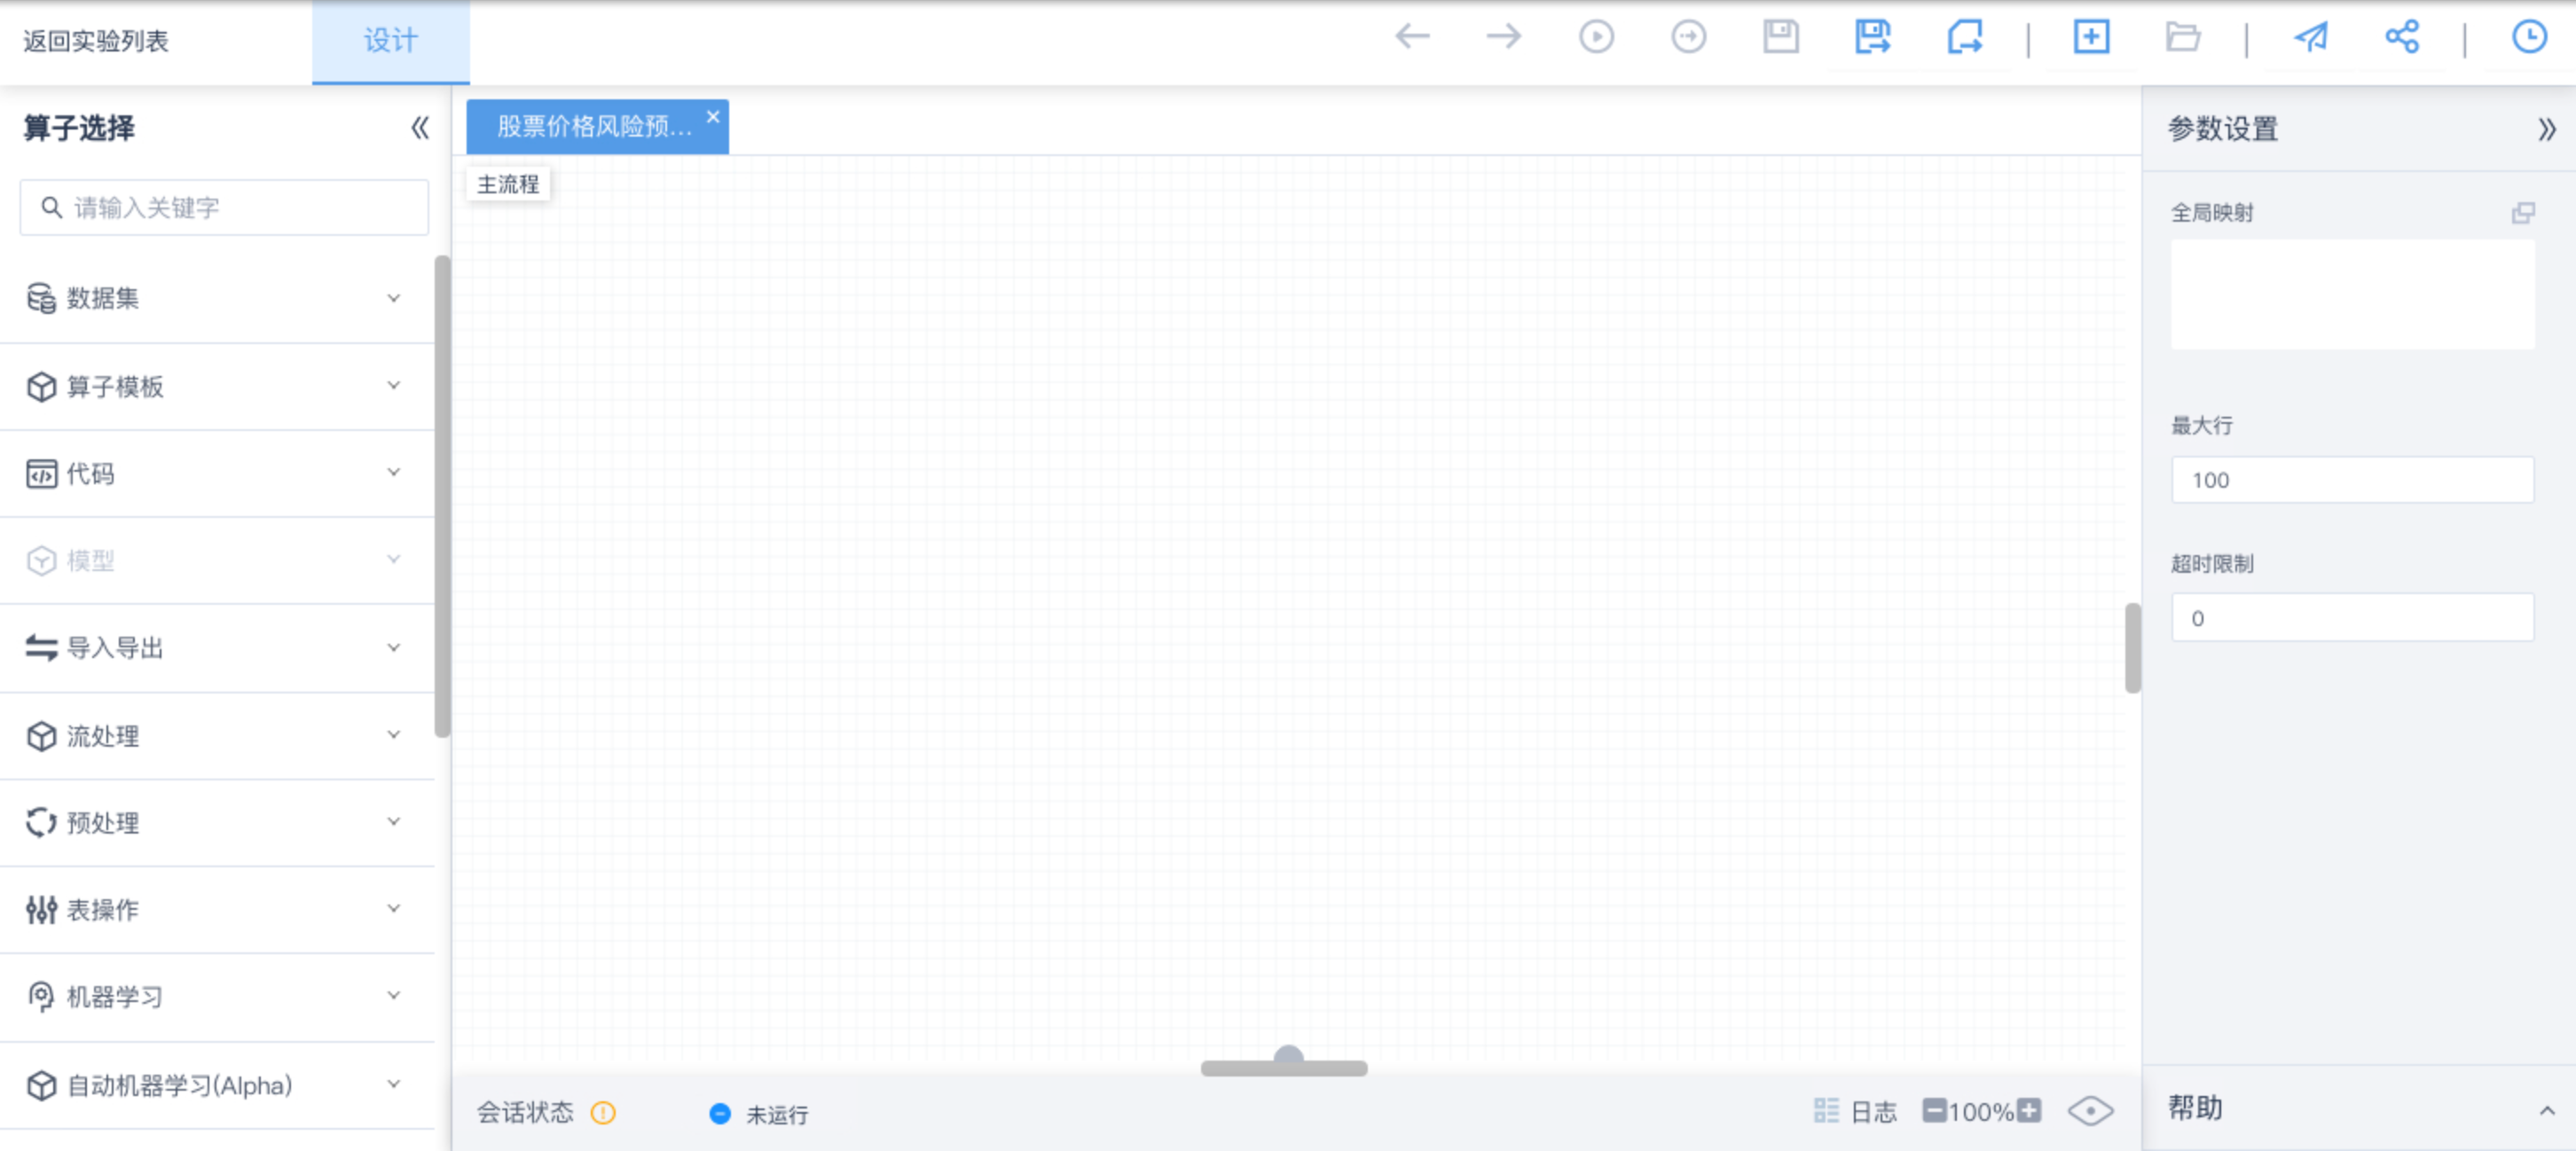 返回实验列表
设计
算子选择
请输入关键字
数据集
算子模板
代码
模型
导入导出
流处理
预处理
表操作
机器学习
自动机器学习(Alpha)
股票价格风险预...
主流程
会话状态
未运行
日志
100%
参数设置
全局映射
最大行
100
超时限制
0
帮助